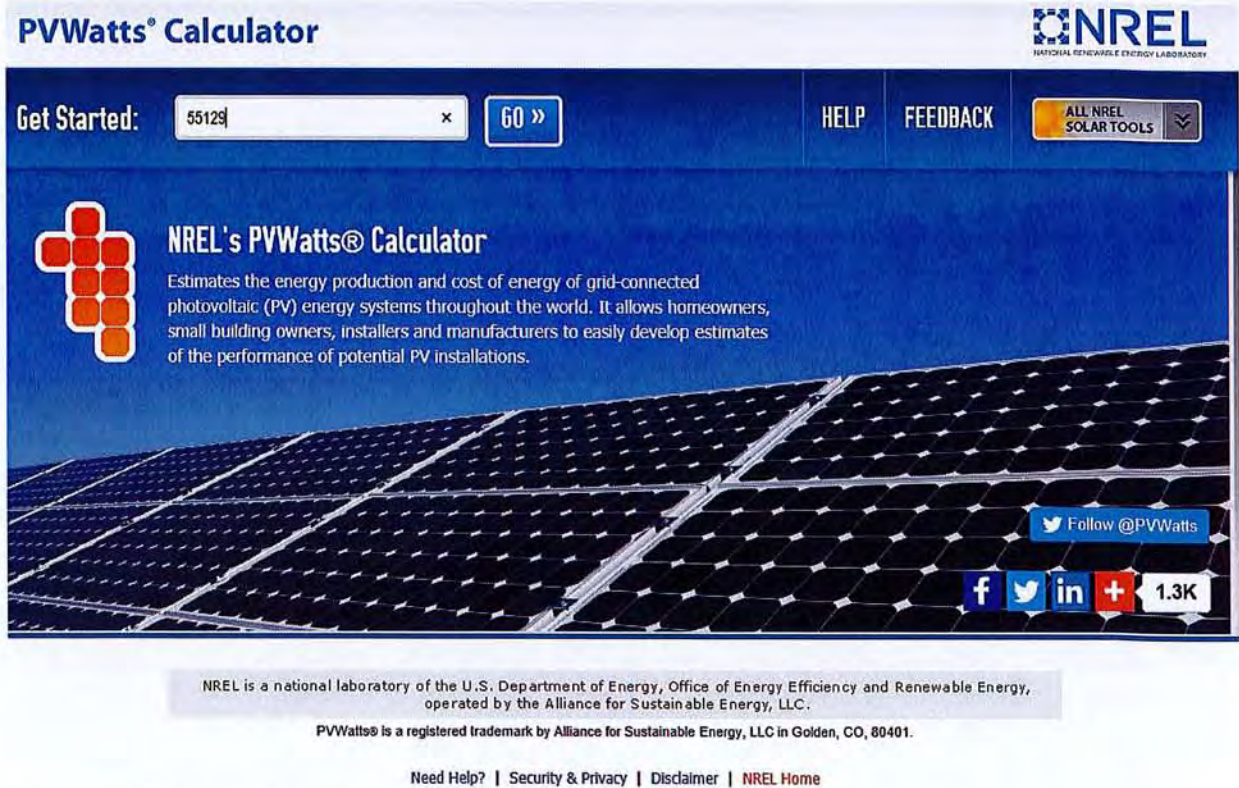 PVWatts® Calculator
NREL
NATIONAL RENEWABLE ENERGY LABORATORY
Get Started:
55129
×
GO »
HELP
FEEDBACK
ALL NREL
SOLAR TOOLS
NREL's PVWatts® Calculator
Estimates the energy production and cost of energy of grid-connected
photovoltaic (PV) energy systems throughout the world. It allows homeowners,
small building owners, installers and manufacturers to easily develop estimates
of the performance of potential PV installations.
Follow @PVWatts
f
in
+
1.3K
NREL is a national laboratory of the U.S. Department of Energy, Office of Energy Efficiency and Renewable Energy,
operated by the Alliance for Sustainable Energy, LLC.
PVWatts® is a registered trademark by Alliance for Sustainable Energy, LLC in Golden, CO, 80401.
Need Help? | Security & Privacy | Disclaimer | NREL Home